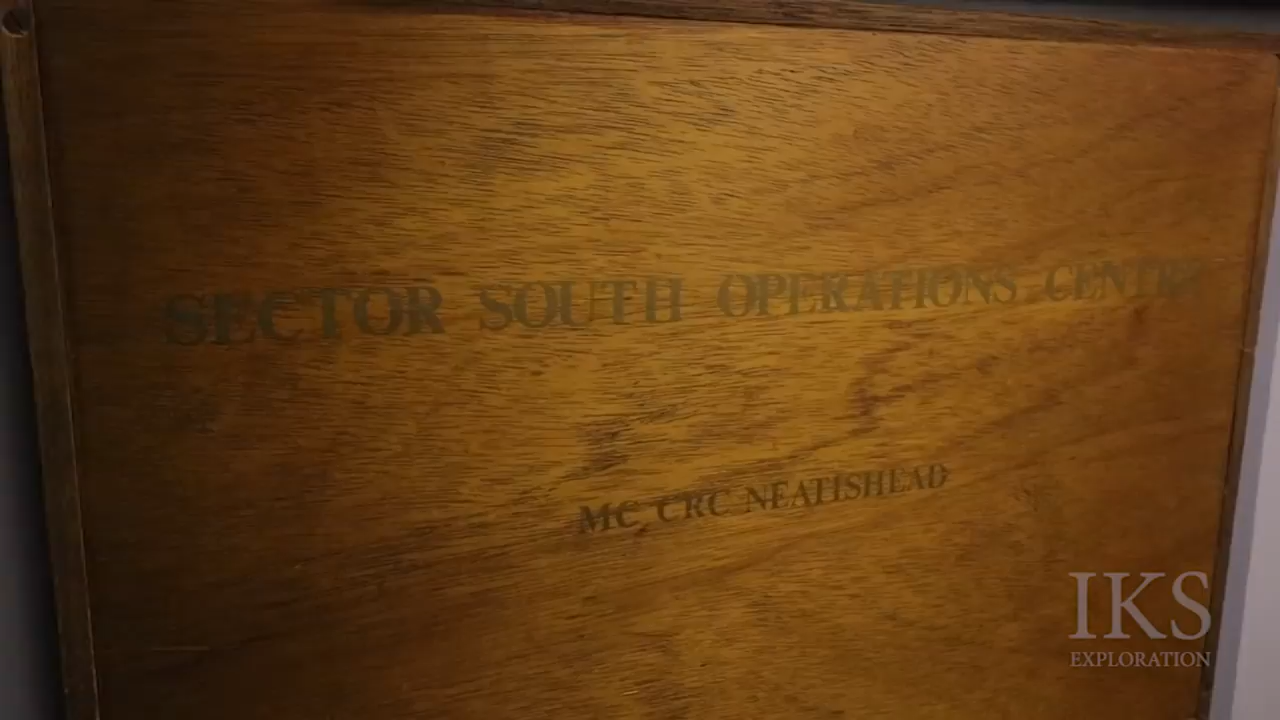 SECTOR SOUTH OPERATIONS CENTRE
MC CRC NEATISHEAD
IKS
EXPLORATION